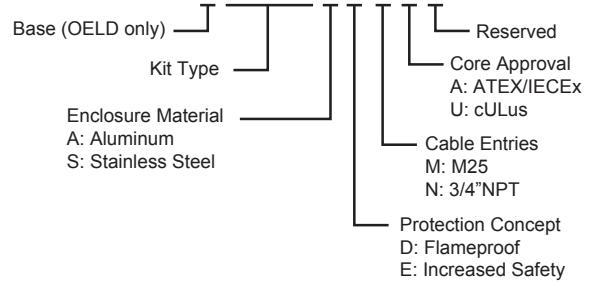 Base (OELD only)
Kit Type
Enclosure Material
A: Aluminum
S: Stainless Steel
Reserved
Core Approval
A: ATEX/IECEx
U: cULus
Cable Entries
M: M25
N: 3/4”NPT
Protection Concept
D: Flameproof
E: Increased Safety